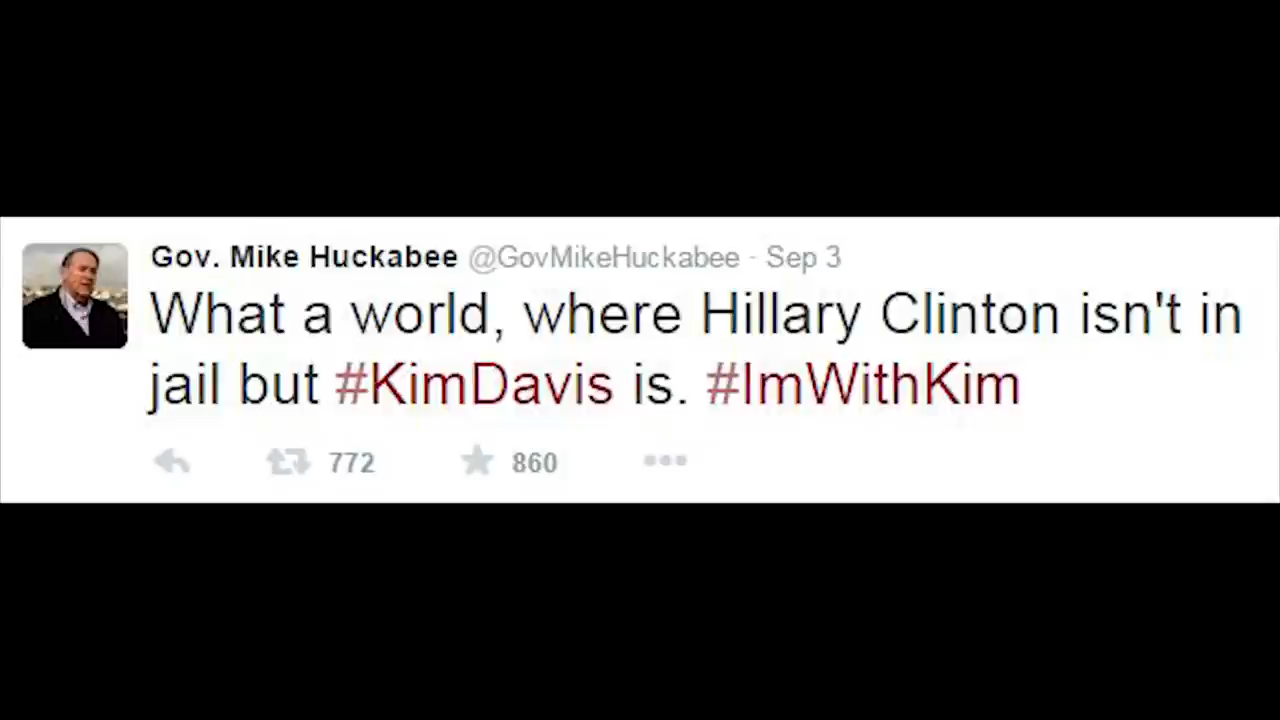 Gov. Mike Huckabee @GovMikeHuckabee · Sep 3
What a world, where Hillary Clinton isn't in
jail but #KimDavis is. #ImWithKim
772 860